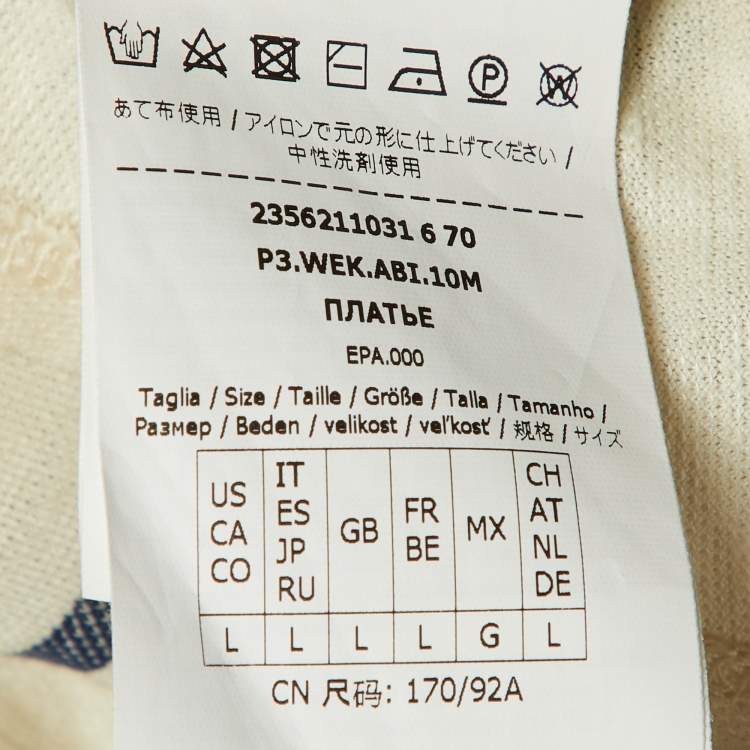 P
W
あて布使用 / アイロンで元の形に仕上げてください /
中性洗剤使用
2356211031 6 70
P3.WEK.ABI.10M
ПЛАТЬЕ
EPA.000
Taglia / Size / Taille / Größe / Talla / Tamanho /
Размер / Beden / velikost / veľkosť / 规格 / サイズ
US CA CO
IT ES JP RU
GB
FR BE
MX
CH AT NL DE
L L L L G L
CN 尺码: 170/92A